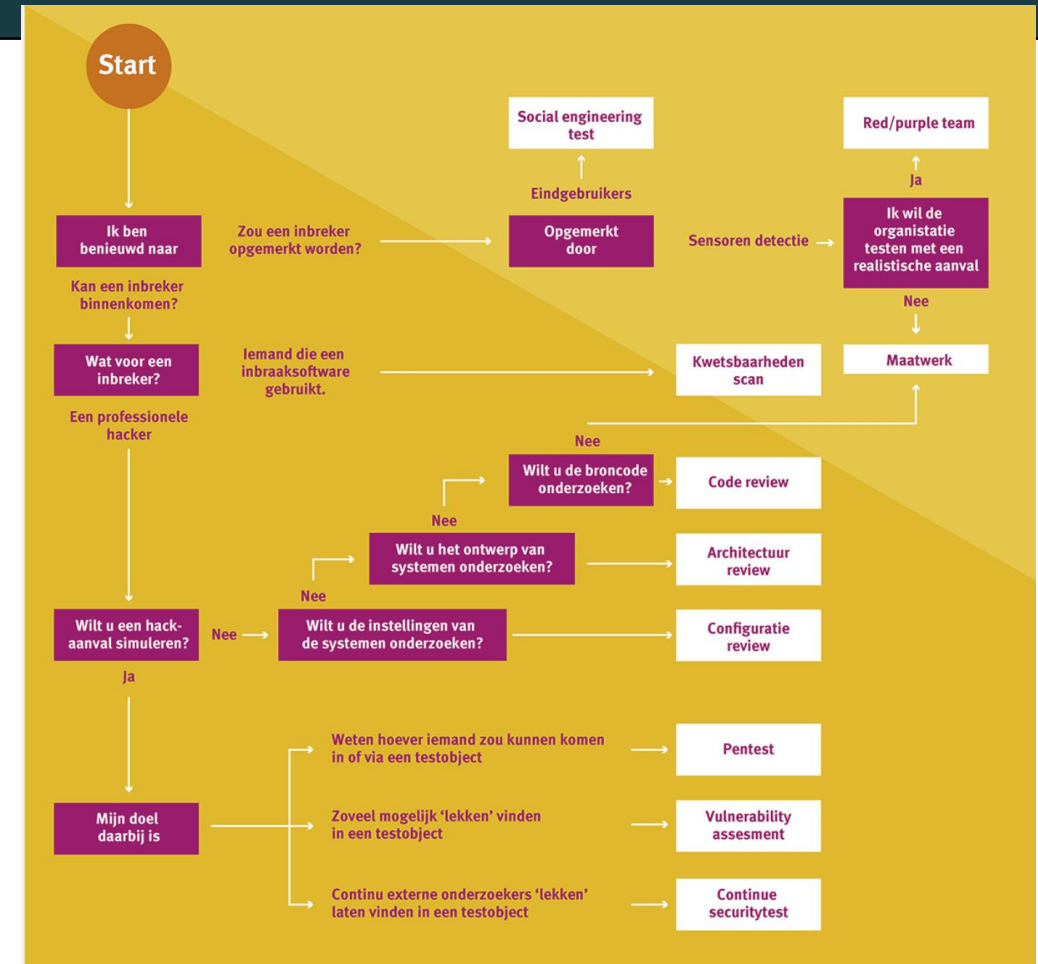 Start
Social engineering
test
Red/purple team
Eindgebruikers
Ja
Ik ben
benieuwd naar
Zou een inbreker
opgemerkt worden?
Opgemerkt
door
Sensoren detectie
Ik wil de
organistatie
testen met een
realistische aanval
Kan een inbreker
binnenkomen?
Nee
Wat voor een
inbreker?
Iemand die een
inbraaksoftware
gebruikt.
Kwetsbaarheden
scan
Maatwerk
Een professionele
hacker
Nee
Wilt u de broncode
onderzoeken?
Code review
Nee
Wilt u het ontwerp van
systemen onderzoeken?
Architectuur
review
Nee
Wilt u een hack-
aanval simuleren?
Nee
Wilt u de instellingen van
de systemen onderzoeken?
Configuratie
review
Ja
Weten hoever iemand zou kunnen komen
in of via een testobject
Pentest
Mijn doel
daarbij is
Zoveel mogelijk ‘lekken’ vinden
in een testobject
Vulnerability
assesment
Continu externe onderzoekers ‘lekken’
laten vinden in een testobject
Continue
securitytest